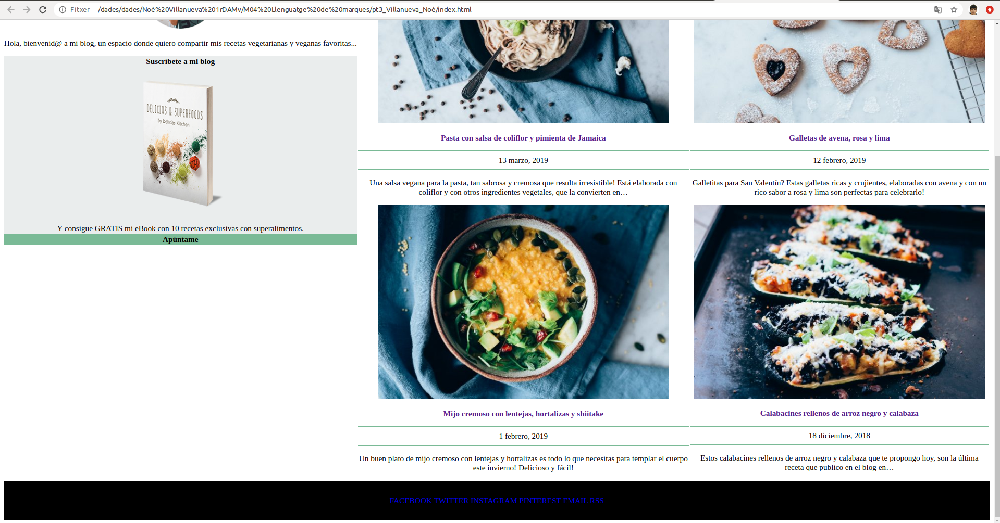 Fitxer
/dades/dades/Noè%20Villanueva%201rDAMv/M04%20Llenguatge%20de%20marques/pt3_Villanueva_Noè/index.html
Hola, bienvenid@ a mi blog, un espacio donde quiero compartir mis recetas vegetarianas y veganas favoritas...
Suscríbete a mi blog
DELICIAS & SUPERFOODS
by Delicias Kitchen
Y consigue GRATIS mi eBook con 10 recetas exclusivas con superalimentos.
Apúntame
Pasta con salsa de coliflor y pimienta de Jamaica
13 marzo, 2019
Una salsa vegana para la pasta, tan sabrosa y cremosa que resulta irresistible! Está elaborada con
coliflor y con otros ingredientes vegetales, que la convierten en…
Galletas de avena, rosa y lima
12 febrero, 2019
Galletitas para San Valentín? Estas galletas ricas y crujientes, elaboradas con avena y con un
rico sabor a rosa y lima son perfectas para celebrarlo!
Mijo cremoso con lentejas, hortalizas y shiitake
1 febrero, 2019
Un buen plato de mijo cremoso con lentejas y hortalizas es todo lo que necesitas para templar el cuerpo
este invierno! Delicioso y fácil!
Calabacines rellenos de arroz negro y calabaza
18 diciembre, 2018
Estos calabacines rellenos de arroz negro y calabaza que te propongo hoy, son la última
receta que publico en el blog en…
FACEBOOK TWITTER INSTAGRAM PINTEREST EMAIL RSS